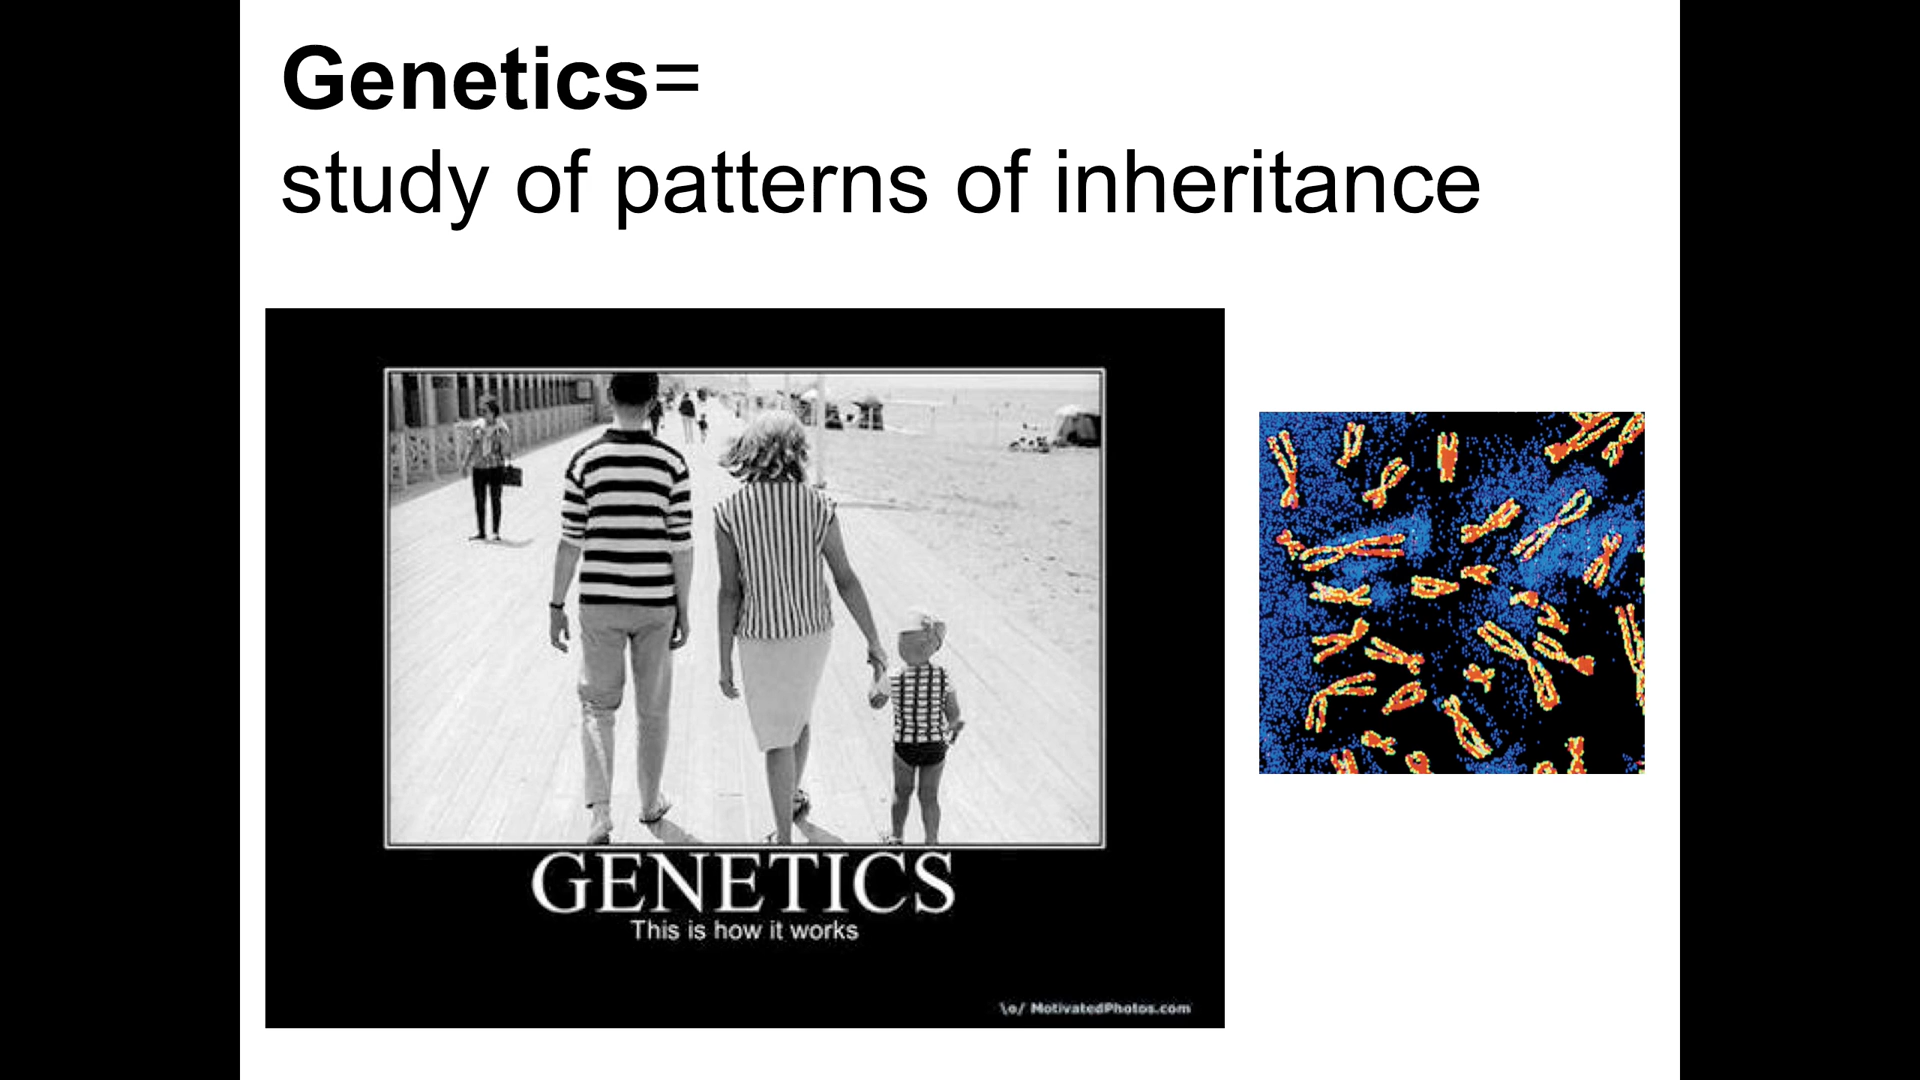 Genetics=
study of patterns of inheritance
GENETICS
This is how it works
\o/ MotivatedPhotos.com